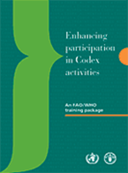 Enhancing
participation
in Codex
activities
An FAO/WHO
training package